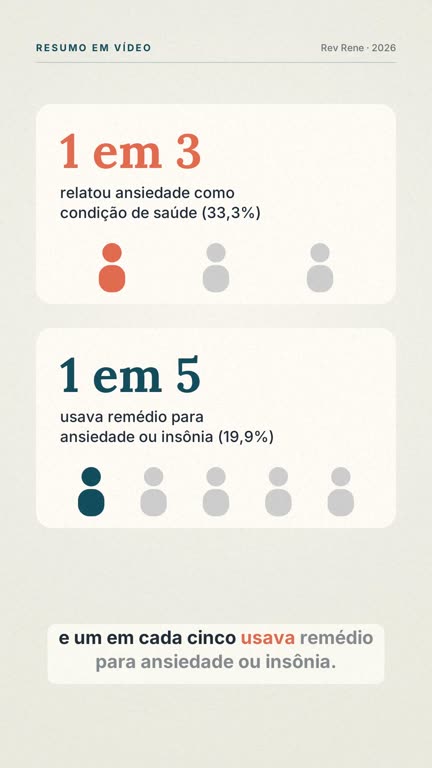 RESUMO EM VÍDEO
Rev Rene · 2026
1 em 3
relatou ansiedade como
condição de saúde (33,3%)
1 em 5
usava remédio para
ansiedade ou insônia (19,9%)
e um em cada cinco usava remédio
para ansiedade ou insônia.